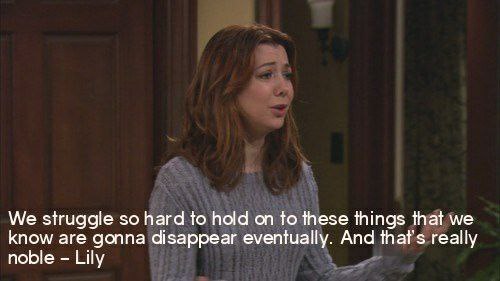 We struggle so hard to hold on to these things that we
know are gonna disappear eventually. And that's really
noble – Lily